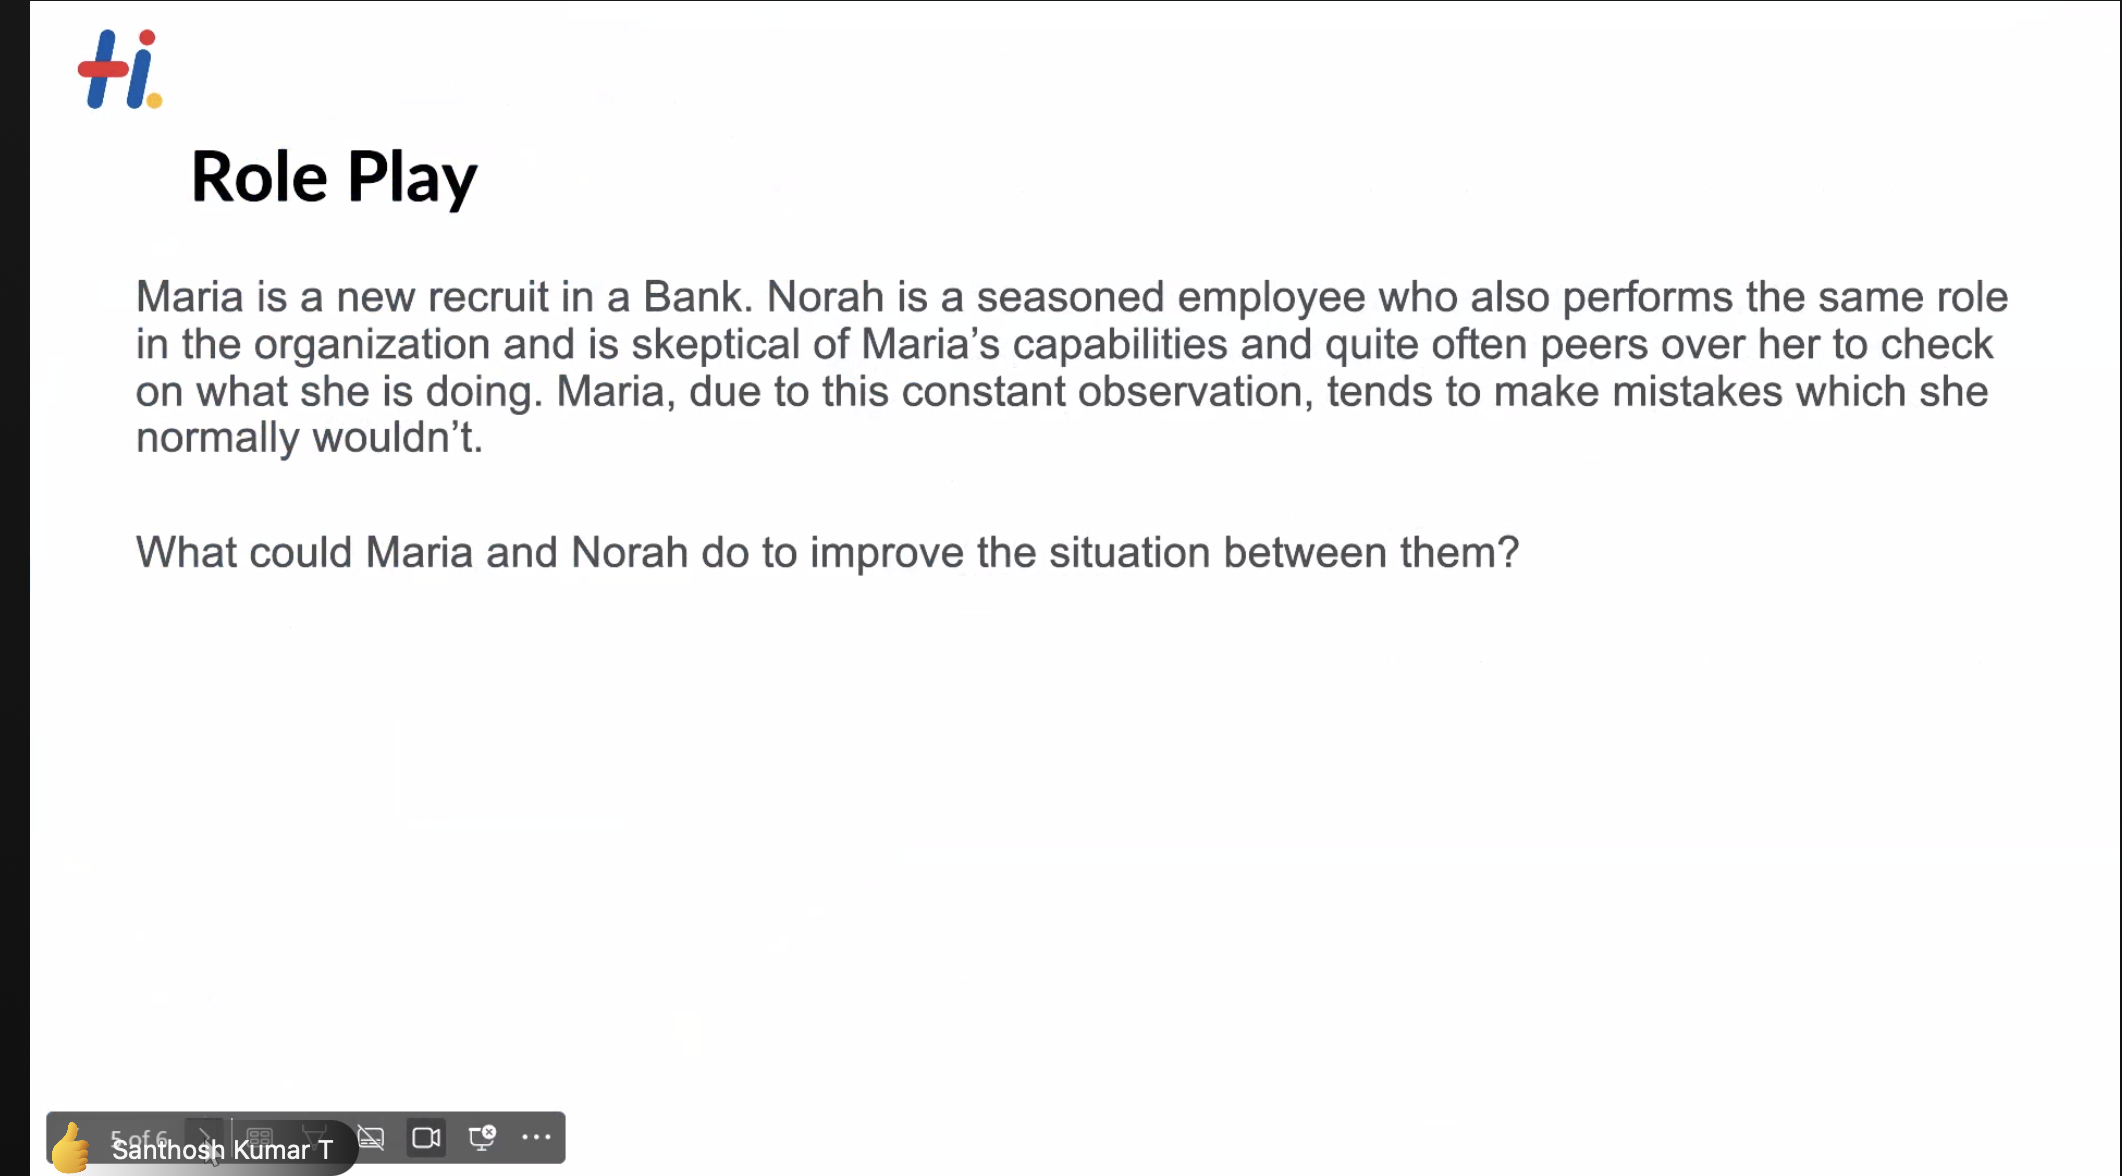 Hi.
Role Play
Maria is a new recruit in a Bank. Norah is a seasoned employee who also performs the same role
in the organization and is skeptical of Maria’s capabilities and quite often peers over her to check
on what she is doing. Maria, due to this constant observation, tends to make mistakes which she
normally wouldn’t.
What could Maria and Norah do to improve the situation between them?
5 of 6
Santhosh Kumar T